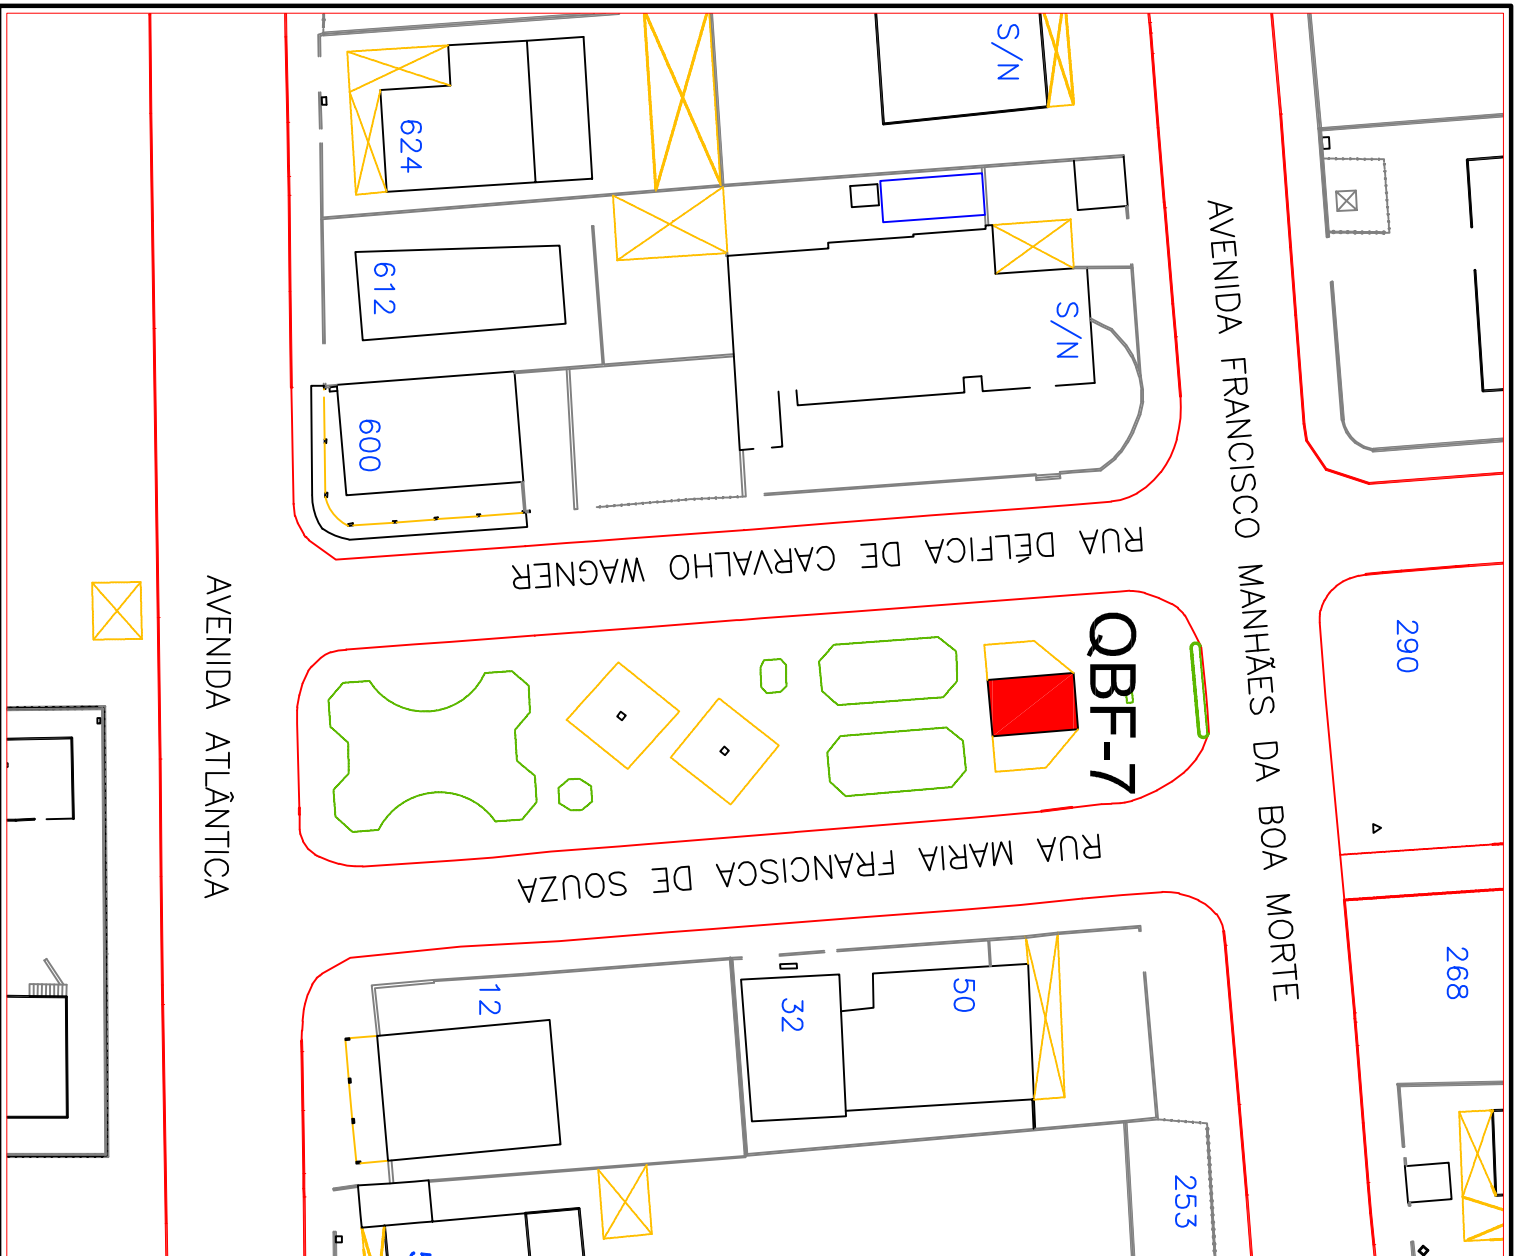 S/N
624
612
S/N
600
RUA DÉLFICA DE CARVALHO WAGNER
AVENIDA FRANCISCO MANHÃES DA BOA MORTE
AVENIDA ATLÂNTICA
QBF-7
290
RUA MARIA FRANCISCA DE SOUZA
268
12
32
50
253